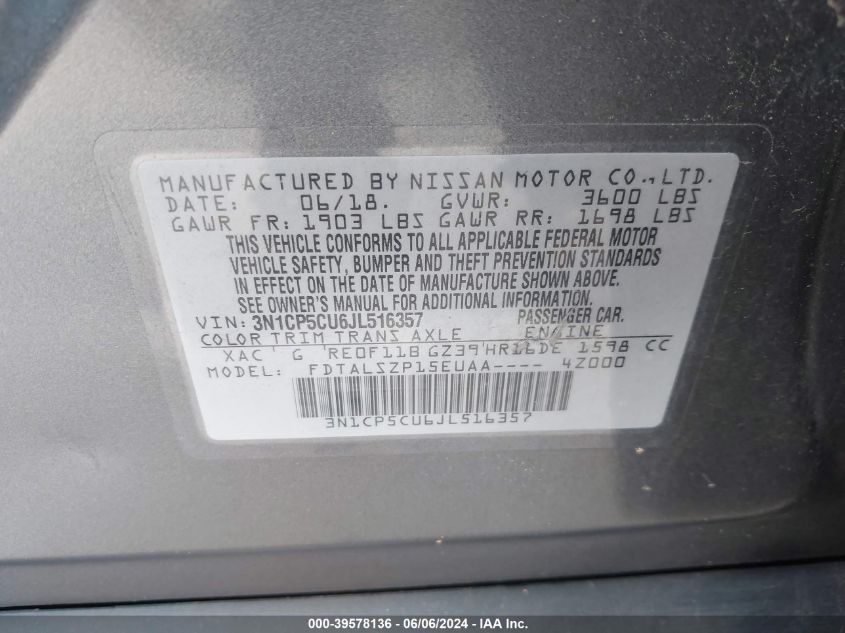 MANUFACTURED BY NISSAN MOTOR CO., LTD.
DATE: 06/18. GVWR: 3600 LBS
GAWR FR: 1903 LBS GAWR RR: 1698 LBS
THIS VEHICLE CONFORMS TO ALL APPLICABLE FEDERAL MOTOR
VEHICLE SAFETY, BUMPER AND THEFT PREVENTION STANDARDS
IN EFFECT ON THE DATE OF MANUFACTURE SHOWN ABOVE.
SEE OWNER'S MANUAL FOR ADDITIONAL INFORMATION
VIN: 3N1CP5CU6JL516357 PASSENGER CAR.
COLOR TRIM TRANS AXLE ENGINE
XAC G RE0F11B GZ39 HR16DE 1598 CC
MODEL: FDTALSZP15EUAA---- 4Z000
3N1CP5CU6JL516357
000-39578136 - 06/06/2024 - IAA Inc.